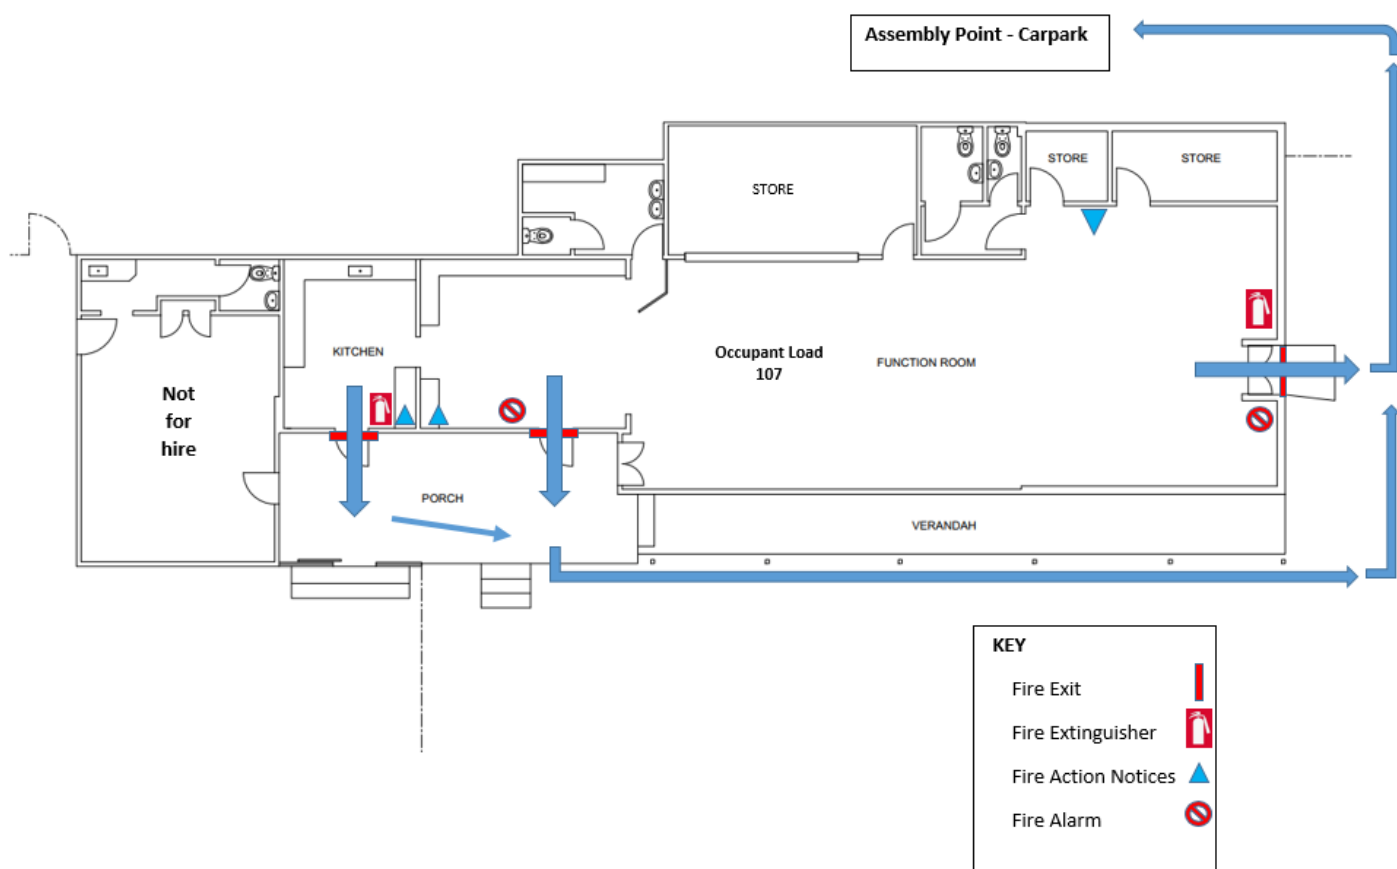 Assembly Point - Carpark
STORE
STORE
STORE
KITCHEN
Occupant Load
107
FUNCTION ROOM
Not
for
hire
PORCH
VERANDAH
KEY
Fire Exit
Fire Extinguisher
Fire Action Notices
Fire Alarm